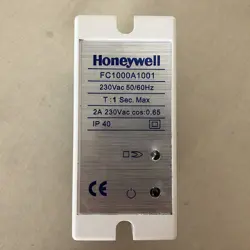 Honeywell
FC1000A1001
230Vac 50/60Hz
T : 1 Sec. Max
2A 230Vac cos: 0.65
IP 40
CE